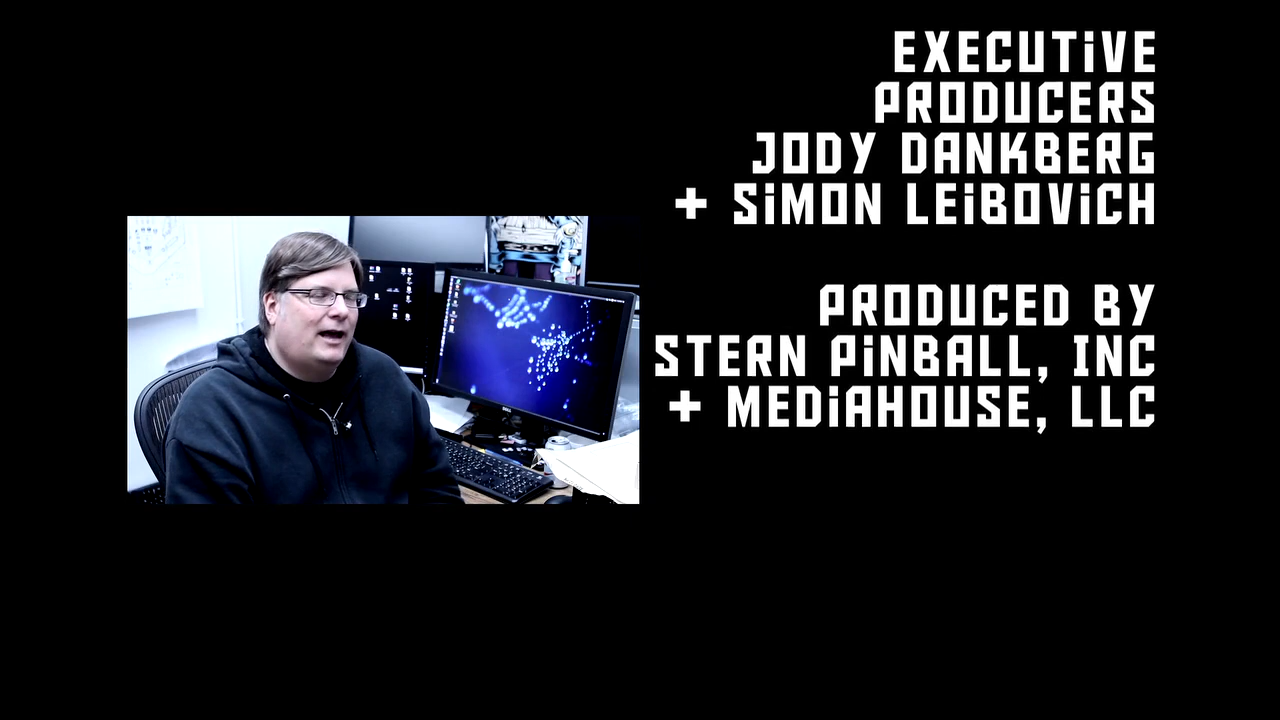 EXECUTiVE
PRODUCERS
JODY DANKBERG
+ SiMON LEiBOViCH
PRODUCED BY
STERN PiNBALL, INC
+ MEDiAHOUSE, LLC